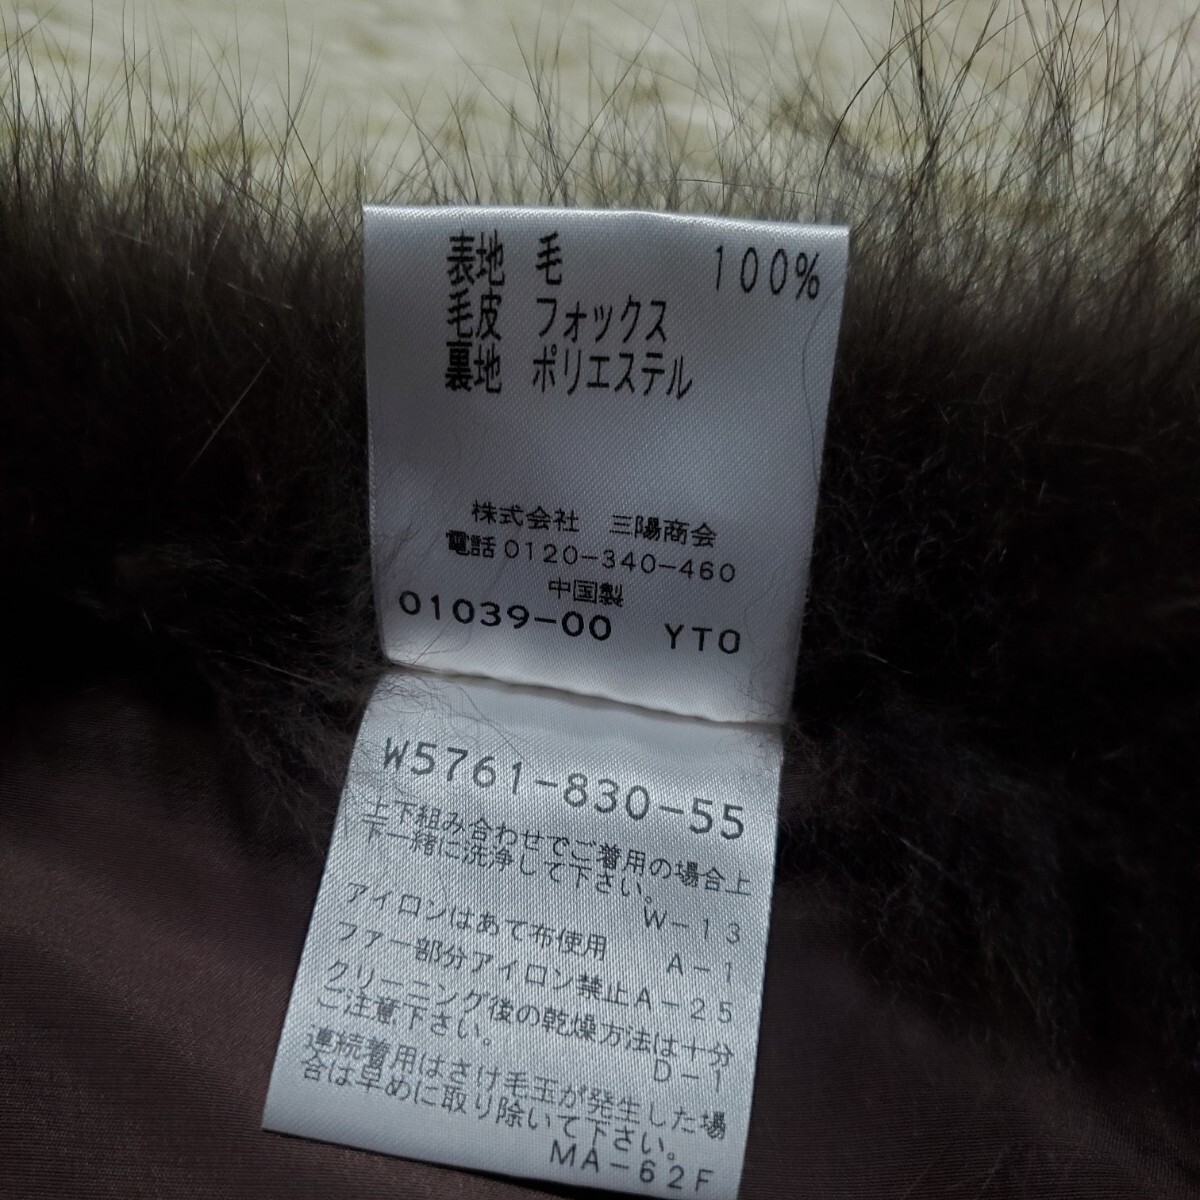 表地 毛 100%
毛皮 フォックス
裏地 ポリエステル
株式会社 三陽商会
電話0120-340-460
中国製
01039-00 YTO
W5761-830-55
上下組み合わせでご着用の場合上
下一緒に洗浄して下さい。
W-13
アイロンはあて布使用 A-1
ファー部分アイロン禁止A-25
クリーニング後の乾燥方法は十分
ご注意下さい。 D-1
連続着用はさけ毛玉が発生した場
合は早めに取り除いて下さい。
MA-62F